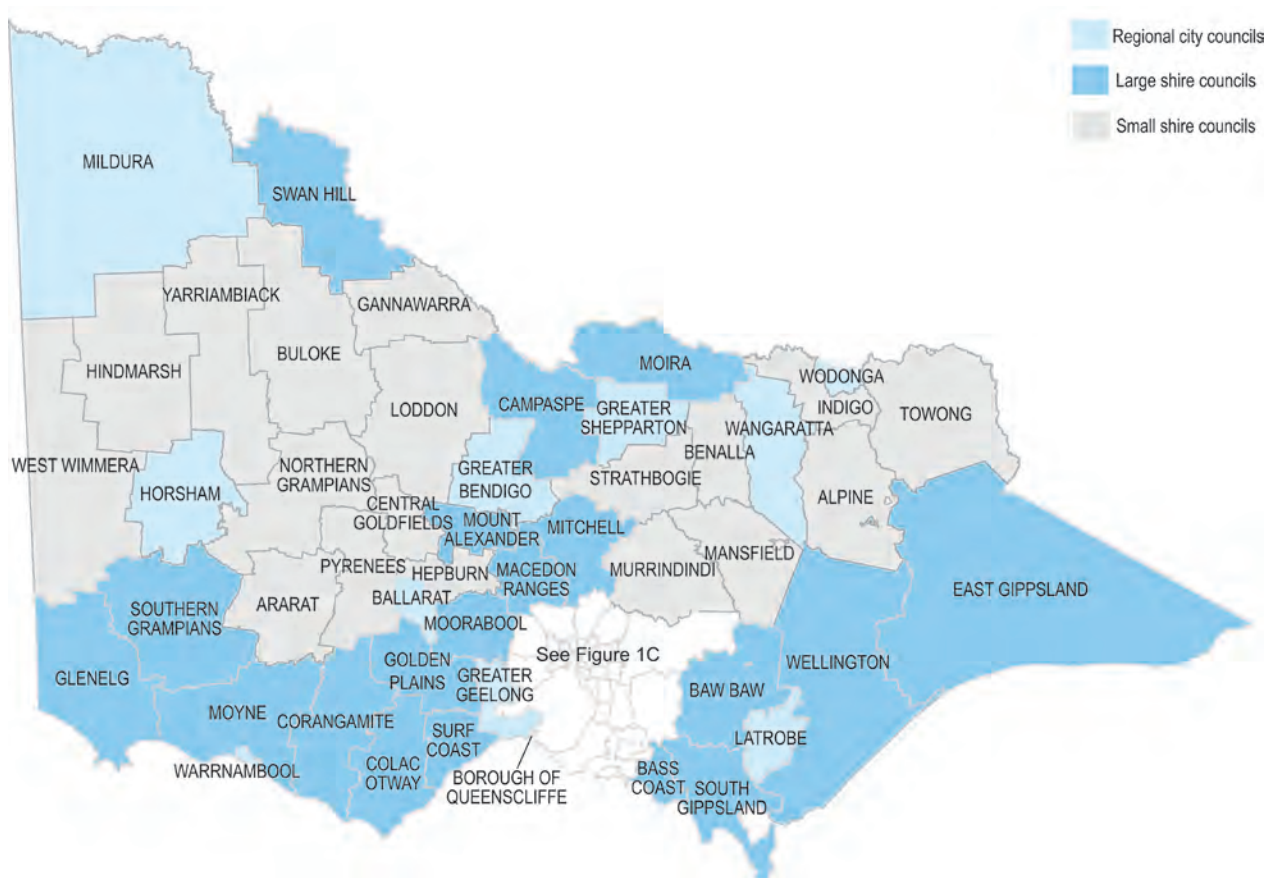 Regional city councils
Large shire councils
Small shire councils
MILDURA
SWAN HILL
YARRIAMBIACK
GANNAWARRA
BULOKE
HINDMARSH
MOIRA
WODONGA
CAMPASPE
LODDON
GREATER
SHEPPARTON
INDIGO
TOWONG
WANGARATTA
BENALLA
WEST WIMMERA
NORTHERN
GRAMPIANS
GREATER
BENDIGO
STRATHBOGIE
HORSHAM
ALPINE
CENTRAL
GOLDFIELDS
MOUNT
ALEXANDER
MITCHELL
MANSFIELD
PYRENEES
HEPBURN
MACEDON
RANGES
MURRINDINDI
EAST GIPPSLAND
ARARAT
BALLARAT
SOUTHERN
GRAMPIANS
MOORABOOL
See Figure 1C
GOLDEN
PLAINS
WELLINGTON
GLENELG
GREATER
GEELONG
BAW BAW
MOYNE
CORANGAMITE
SURF
COAST
LATROBE
WARRNAMBOOL
COLAC
OTWAY
BOROUGH OF
QUEENSCLIFFE
BASS
COAST
SOUTH
GIPPSLAND